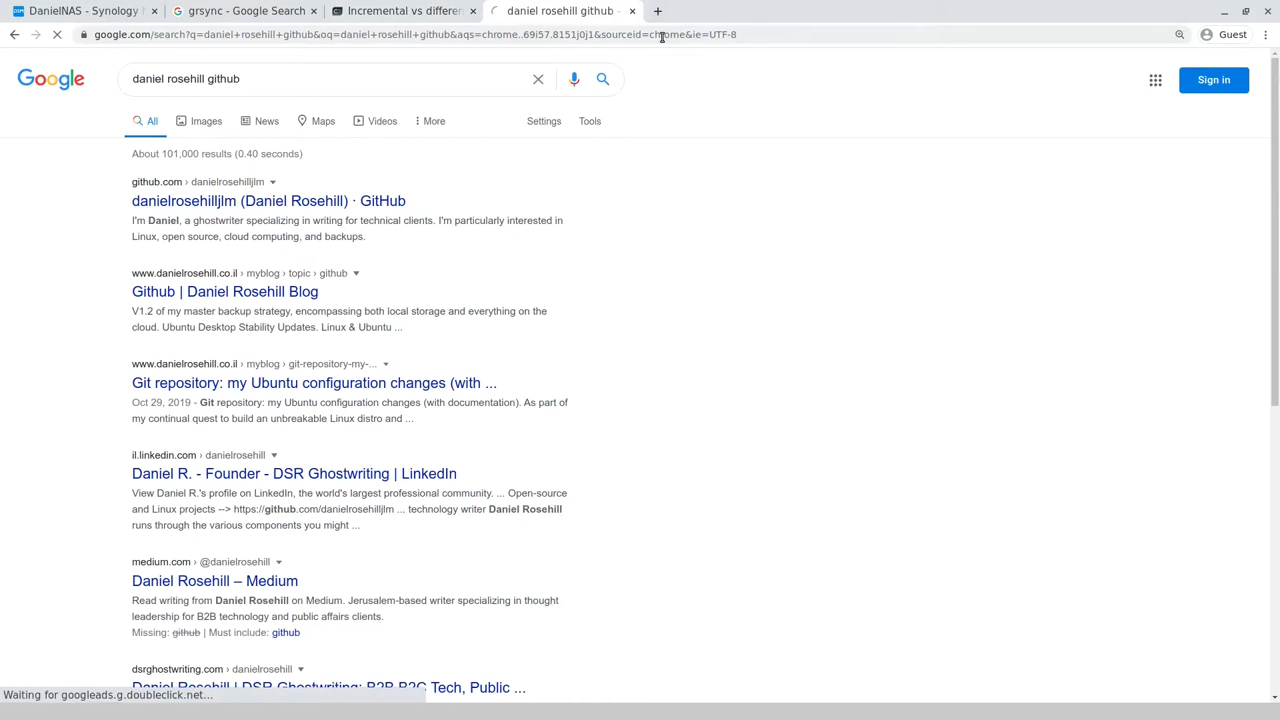 DanielNAS - Synology
grsync - Google Search
Incremental vs differen
daniel rosehill github -
google.com/search?q=daniel+rosehill+github&oq=daniel+rosehill+github&aqs=chrome..69i57.8151j0j1&sourceid=chrome&ie=UTF-8
Guest
Google
daniel rosehill github
Sign in
All
Images
News
Maps
Videos
More
Settings
Tools
About 101,000 results (0.40 seconds)
github.com › danielrosehilljlm
danielrosehilljlm (Daniel Rosehill) · GitHub
I'm Daniel, a ghostwriter specializing in writing for technical clients. I'm particularly interested in
Linux, open source, cloud computing, and backups.
www.danielrosehill.co.il › myblog › topic › github
Github | Daniel Rosehill Blog
V1.2 of my master backup strategy, encompassing both local storage and everything on the
cloud. Ubuntu Desktop Stability Updates. Linux & Ubuntu ...
www.danielrosehill.co.il › myblog › git-repository-my-...
Git repository: my Ubuntu configuration changes (with ...
Oct 29, 2019 - Git repository: my Ubuntu configuration changes (with documentation). As part of
my continual quest to build an unbreakable Linux distro and ...
il.linkedin.com › danielrosehill
Daniel R. - Founder - DSR Ghostwriting | LinkedIn
View Daniel R.'s profile on LinkedIn, the world's largest professional community. ... Open-source
and Linux projects --> https://github.com/danielrosehilljlm ... technology writer Daniel Rosehill
runs through the various components you might ...
medium.com › @danielrosehill
Daniel Rosehill – Medium
Read writing from Daniel Rosehill on Medium. Jerusalem-based writer specializing in thought
leadership for B2B technology and public affairs clients.
Missing: github | Must include: github
dsrghostwriting.com › danielrosehill
Daniel Rosehill | DSR Ghostwriting: B2B B2G Tech, Public ...
Waiting for googleads.g.doubleclick.net...